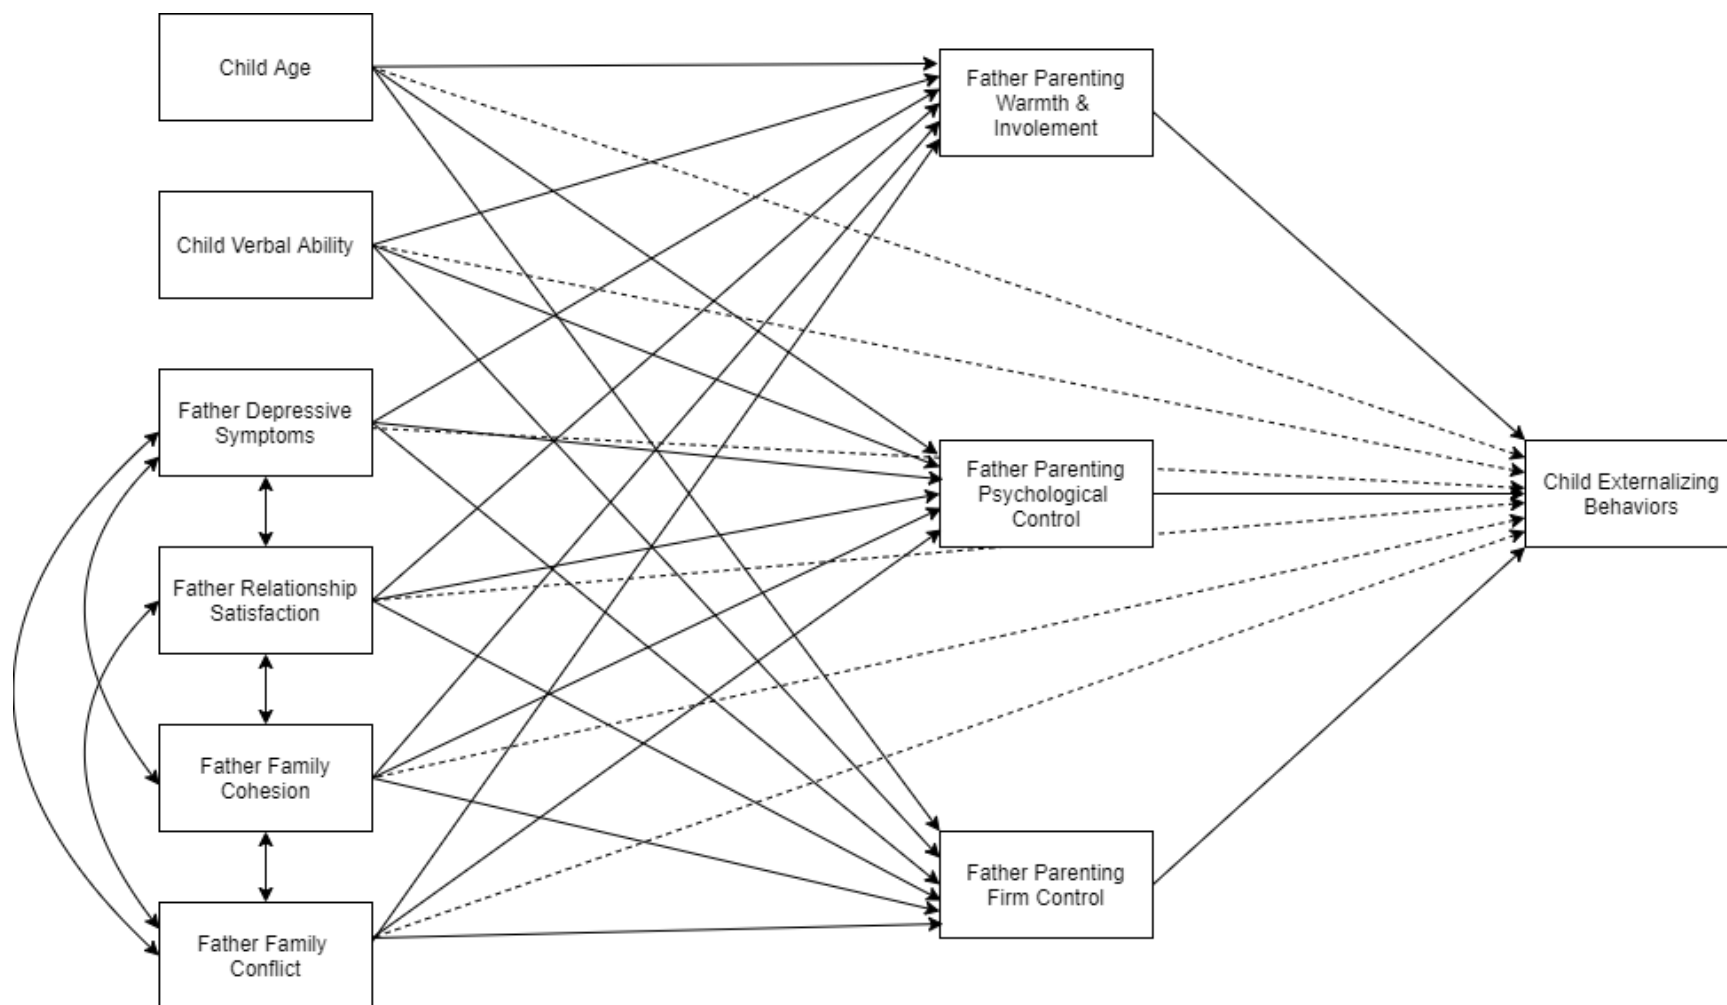 Child Age
Father Parenting
Warmth &
Involement
Child Verbal Ability
Father Depressive
Symptoms
Father Parenting
Psychological
Control
Child Externalizing
Behaviors
Father Relationship
Satisfaction
Father Family
Cohesion
Father Parenting
Firm Control
Father Family
Conflict